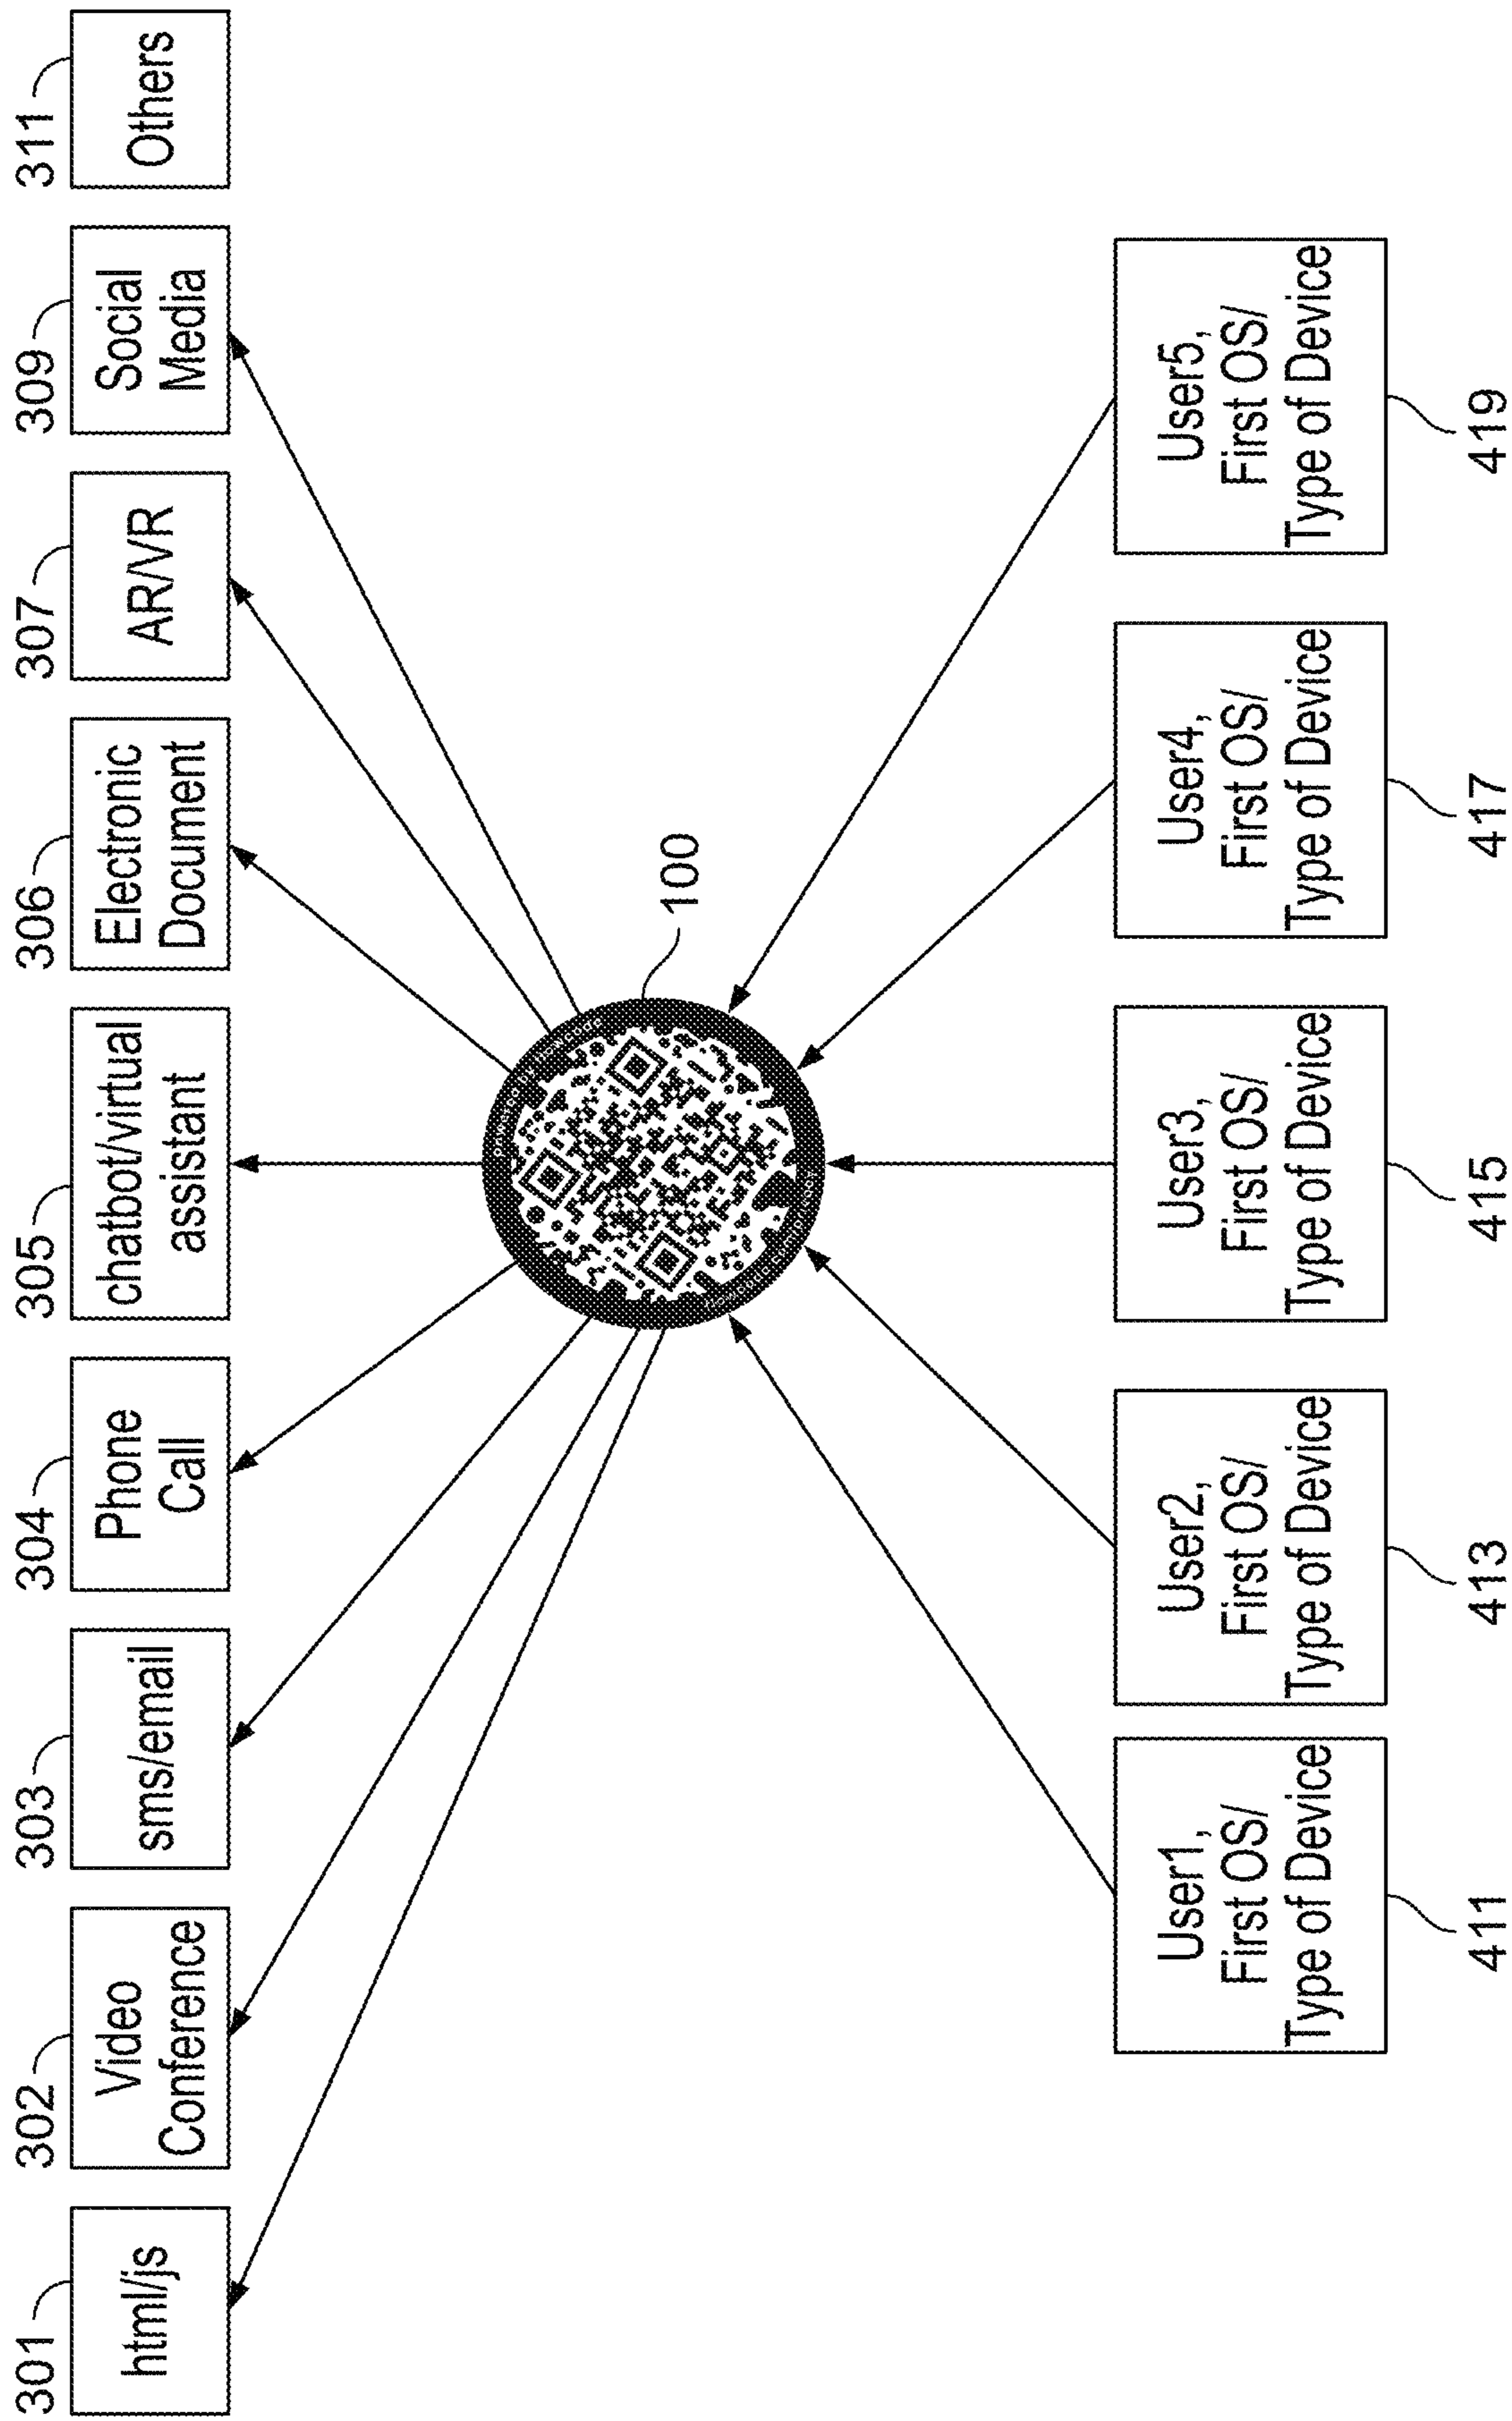 301
302
303
304
305
306
307
309
311
html/js
Video
Conference
sms/email
Phone
Call
chatbot/virtual
assistant
Electronic
Document
AR/VR
Social
Media
Others
100
User1,
First OS/
Type of Device
User2,
First OS/
Type of Device
User3,
First OS/
Type of Device
User4,
First OS/
Type of Device
User5,
First OS/
Type of Device
411
413
415
417
419